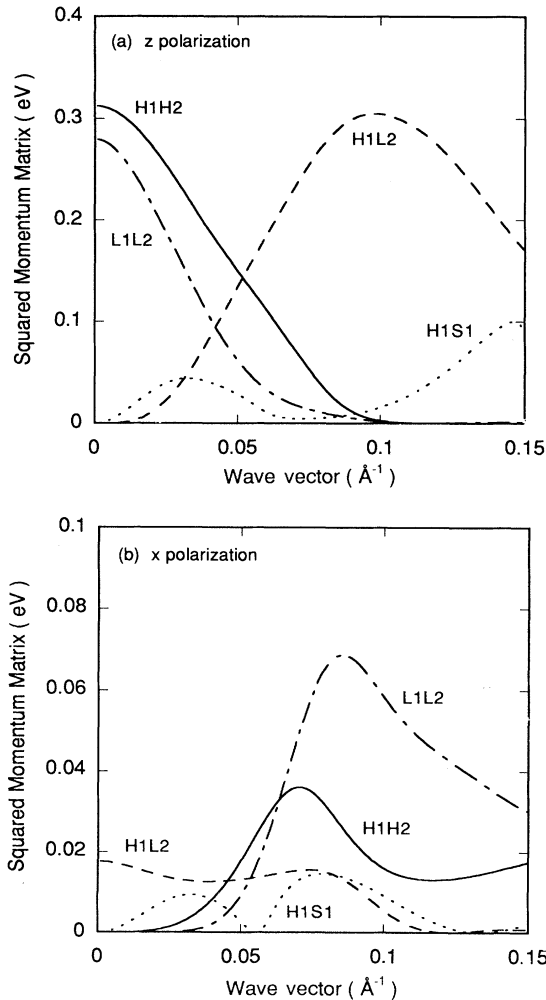 (a) z polarization
0.4
0.3
0.2
0.1
0
Squared Momentum Matrix ( eV )
H1H2
H1L2
L1L2
H1S1
0 0.05 0.1 0.15
Wave vector ( Å⁻¹ )
(b) x polarization
0.1
0.08
0.06
0.04
0.02
0
Squared Momentum Matrix ( eV )
L1L2
H1H2
H1L2
H1S1
0 0.05 0.1 0.15
Wave vector ( Å⁻¹ )